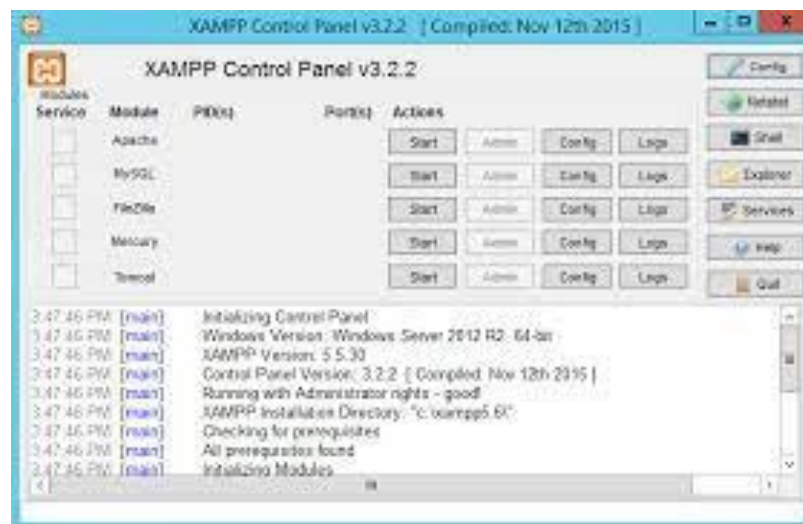 XAMPP Control Panel v3.2.2 [ Compiled: Nov 12th 2015 ]
XAMPP Control Panel v3.2.2
Config
Modules
Netstat
Service Module PID(s) Port(s) Actions
Shell
Apache Start Admin Config Logs
MySQL Start Admin Config Logs
Explorer
FileZilla Start Admin Config Logs
Services
Mercury Start Admin Config Logs
Help
Tomcat Start Admin Config Logs
Quit
3:47:46 PM [main] Initializing Control Panel
3:47:46 PM [main] Windows Version: Windows Server 2012 R2 64-bit
3:47:46 PM [main] XAMPP Version: 5.5.30
3:47:46 PM [main] Control Panel Version: 3.2.2 [ Compiled: Nov 12th 2015 ]
3:47:46 PM [main] Running with Administrator rights - good!
3:47:46 PM [main] XAMPP Installation Directory: "c:\xampp5.6\"
3:47:46 PM [main] Checking for prerequisites
3:47:46 PM [main] All prerequisites found
3:47:46 PM [main] Initializing Modules